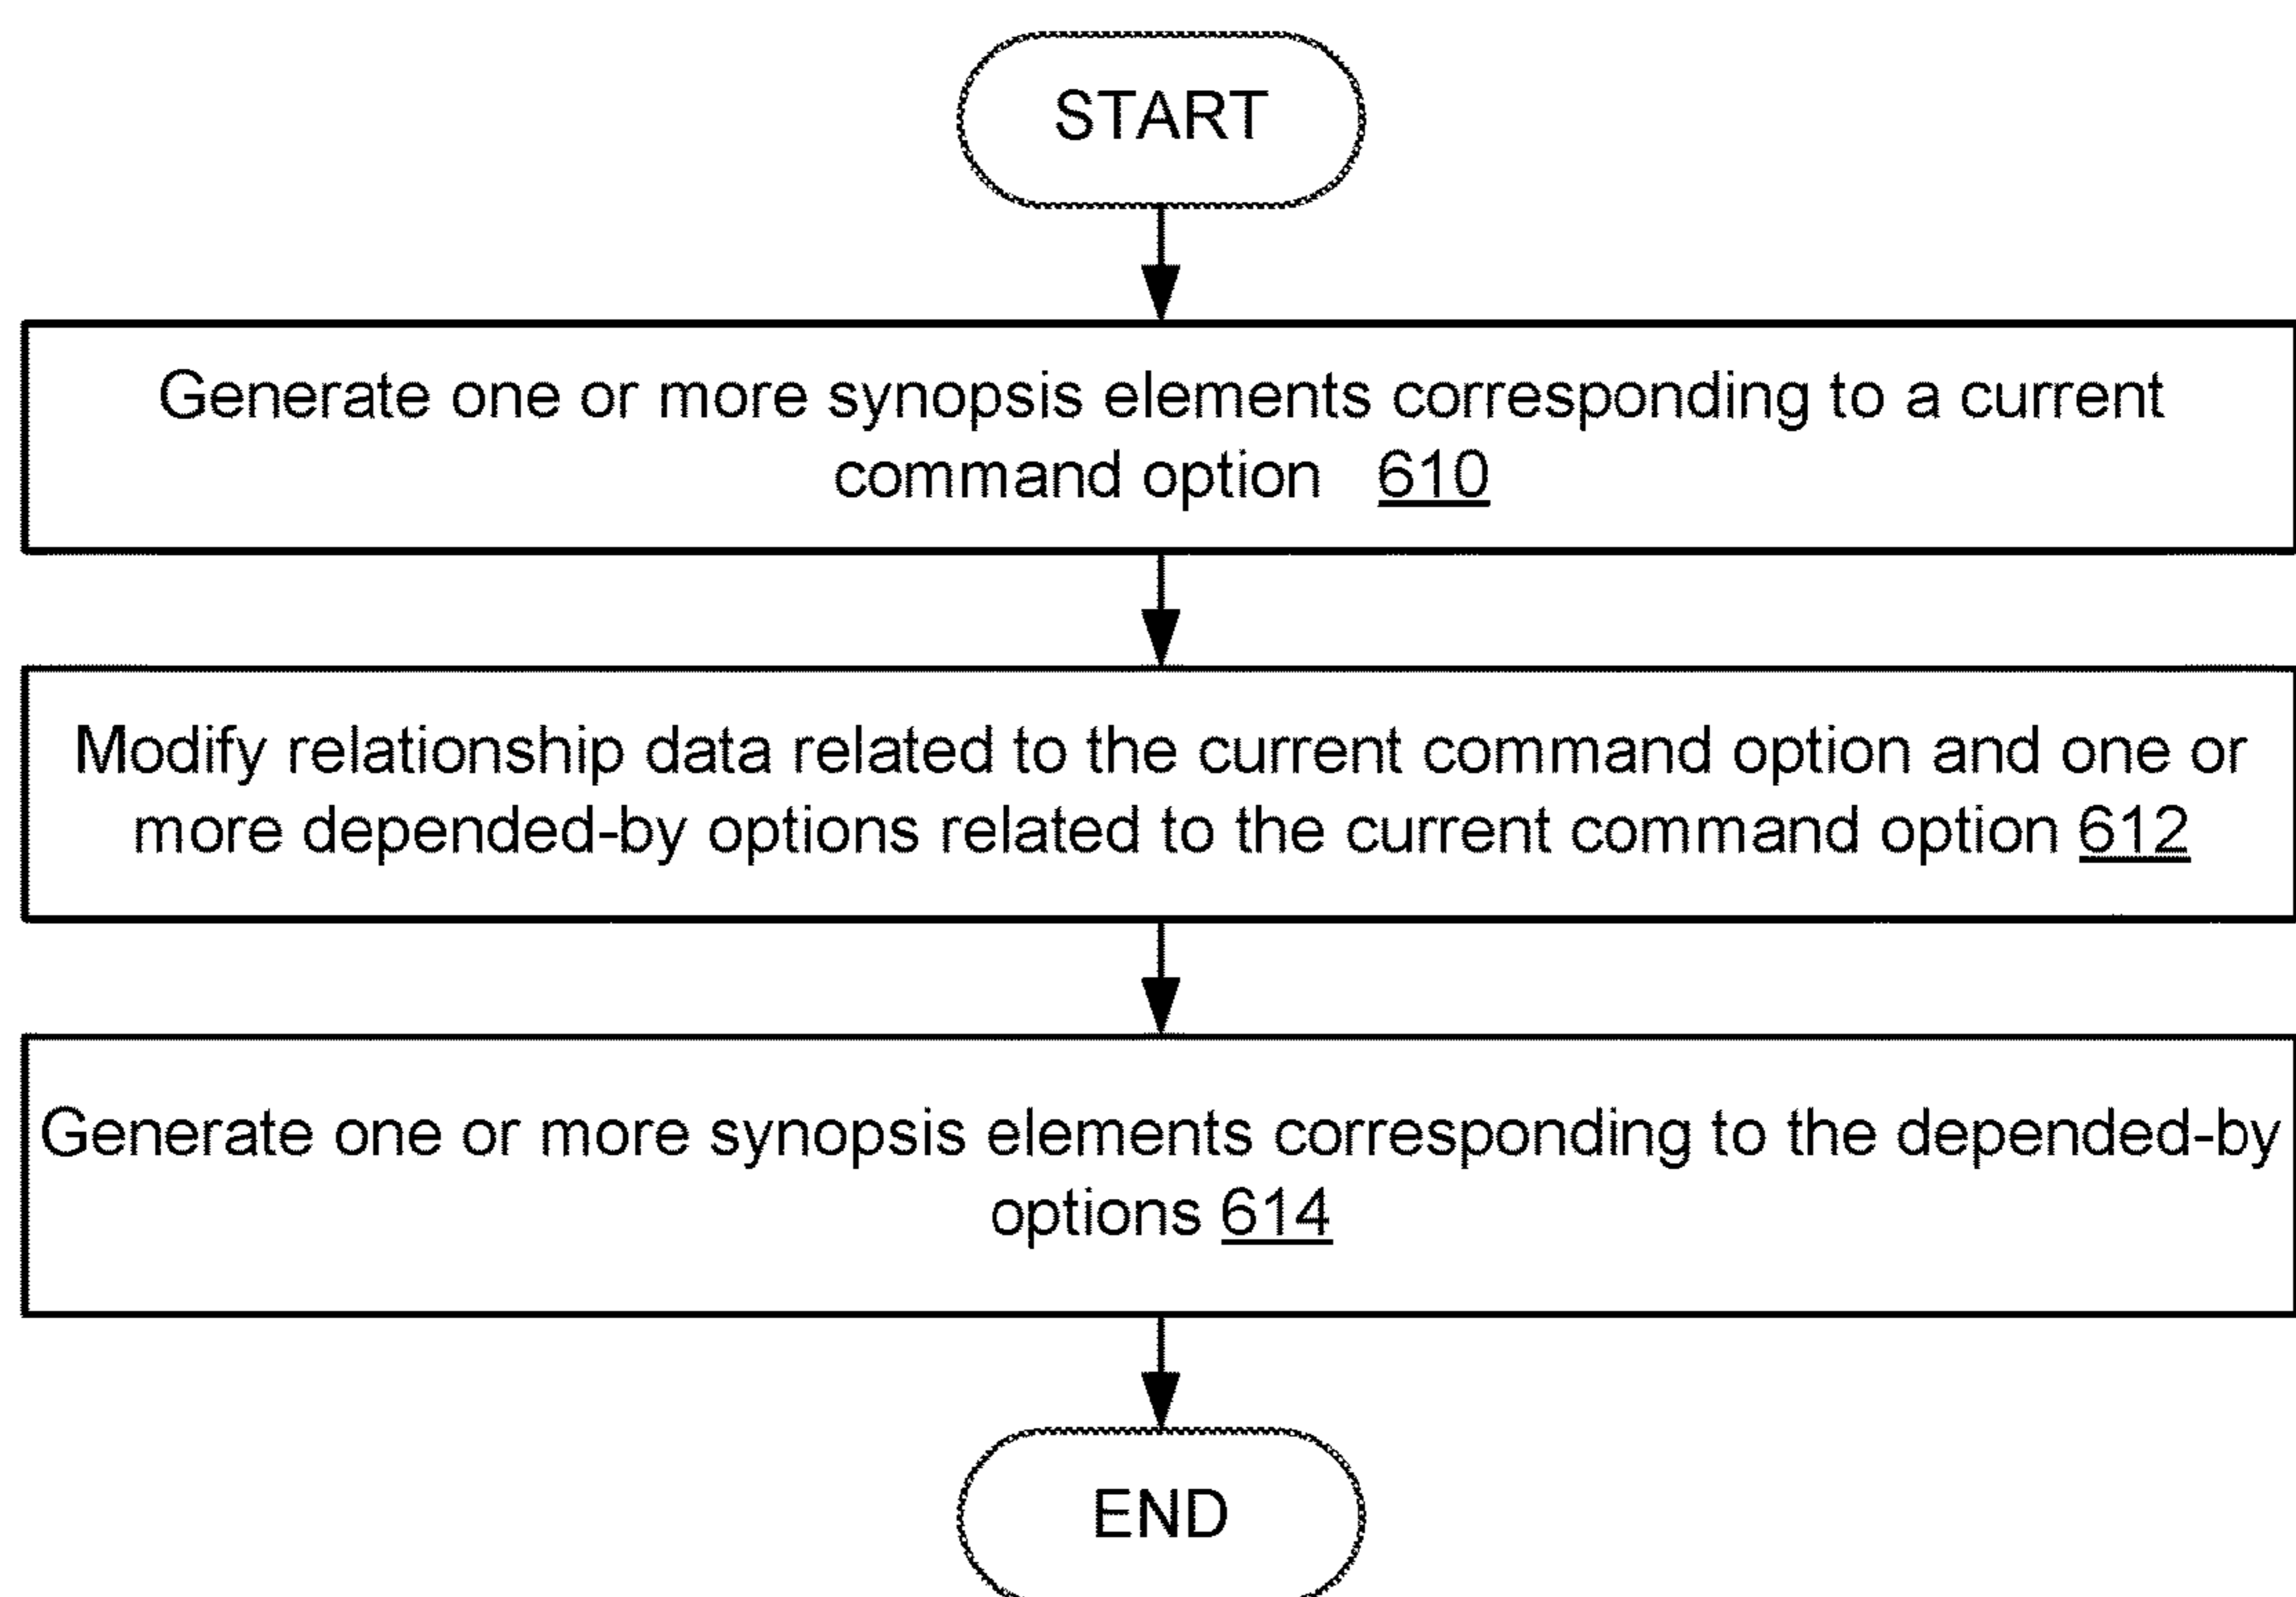 START
Generate one or more synopsis elements corresponding to a current
command option 610
Modify relationship data related to the current command option and one or
more depended-by options related to the current command option 612
Generate one or more synopsis elements corresponding to the depended-by
options 614
END